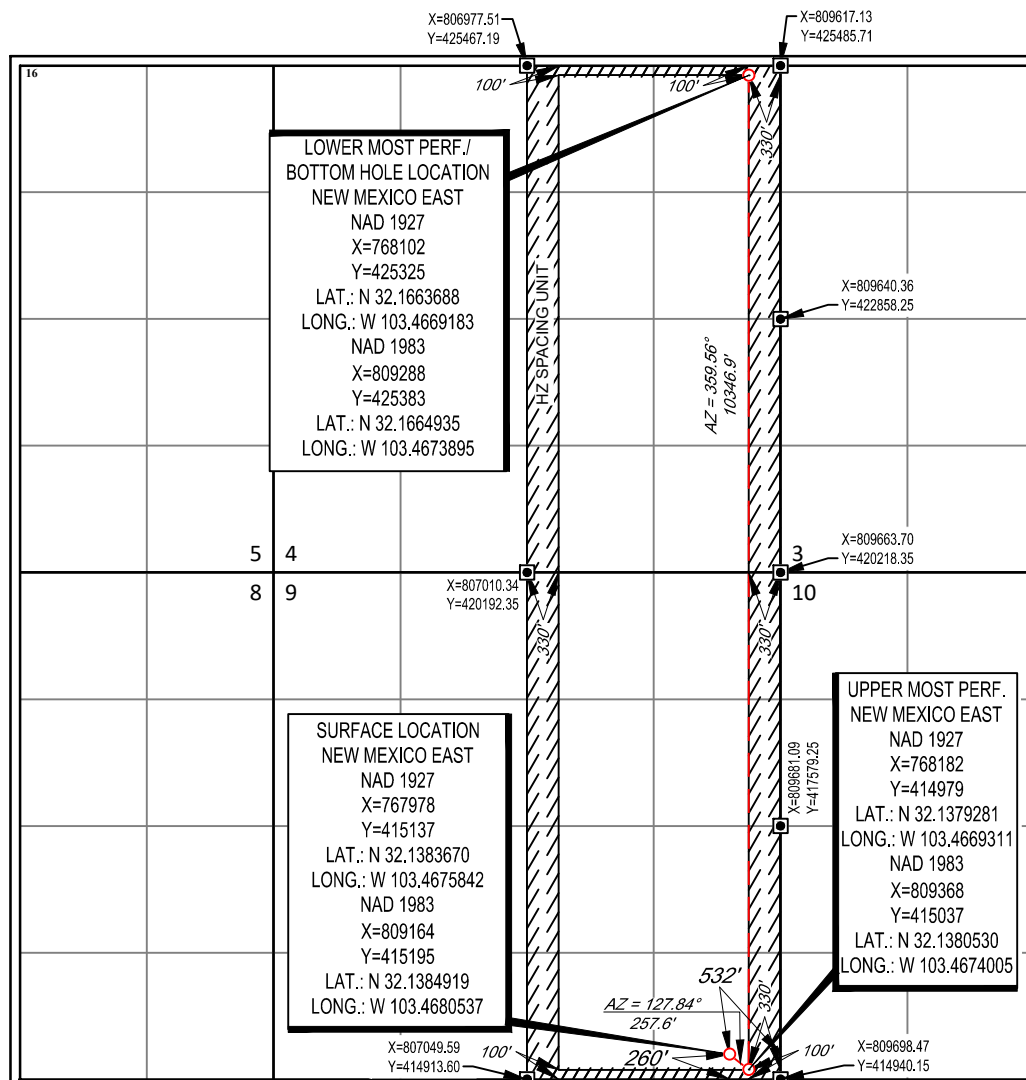 X=806977.51
Y=425467.19
X=809617.13
Y=425485.71
16
100'
100'
330'
LOWER MOST PERF./
BOTTOM HOLE LOCATION
NEW MEXICO EAST
NAD 1927
X=768102
Y=425325
LAT.: N 32.1663688
LONG.: W 103.4669183
NAD 1983
X=809288
Y=425383
LAT.: N 32.1664935
LONG.: W 103.4673895
HZ SPACING UNIT
X=809640.36
Y=422858.25
AZ = 359.56°
10346.9'
5 4
8 9
X=807010.34
Y=420192.35
330'
330'
X=809663.70
Y=420218.35
3
10
X=809681.09
Y=417579.25
UPPER MOST PERF.
NEW MEXICO EAST
NAD 1927
X=768182
Y=414979
LAT.: N 32.1379281
LONG.: W 103.4669311
NAD 1983
X=809368
Y=415037
LAT.: N 32.1380530
LONG.: W 103.4674005
SURFACE LOCATION
NEW MEXICO EAST
NAD 1927
X=767978
Y=415137
LAT.: N 32.1383670
LONG.: W 103.4675842
NAD 1983
X=809164
Y=415195
LAT.: N 32.1384919
LONG.: W 103.4680537
532'
330'
AZ = 127.84°
257.6'
260'
100'
100'
X=807049.59
Y=414913.60
X=809698.47
Y=414940.15